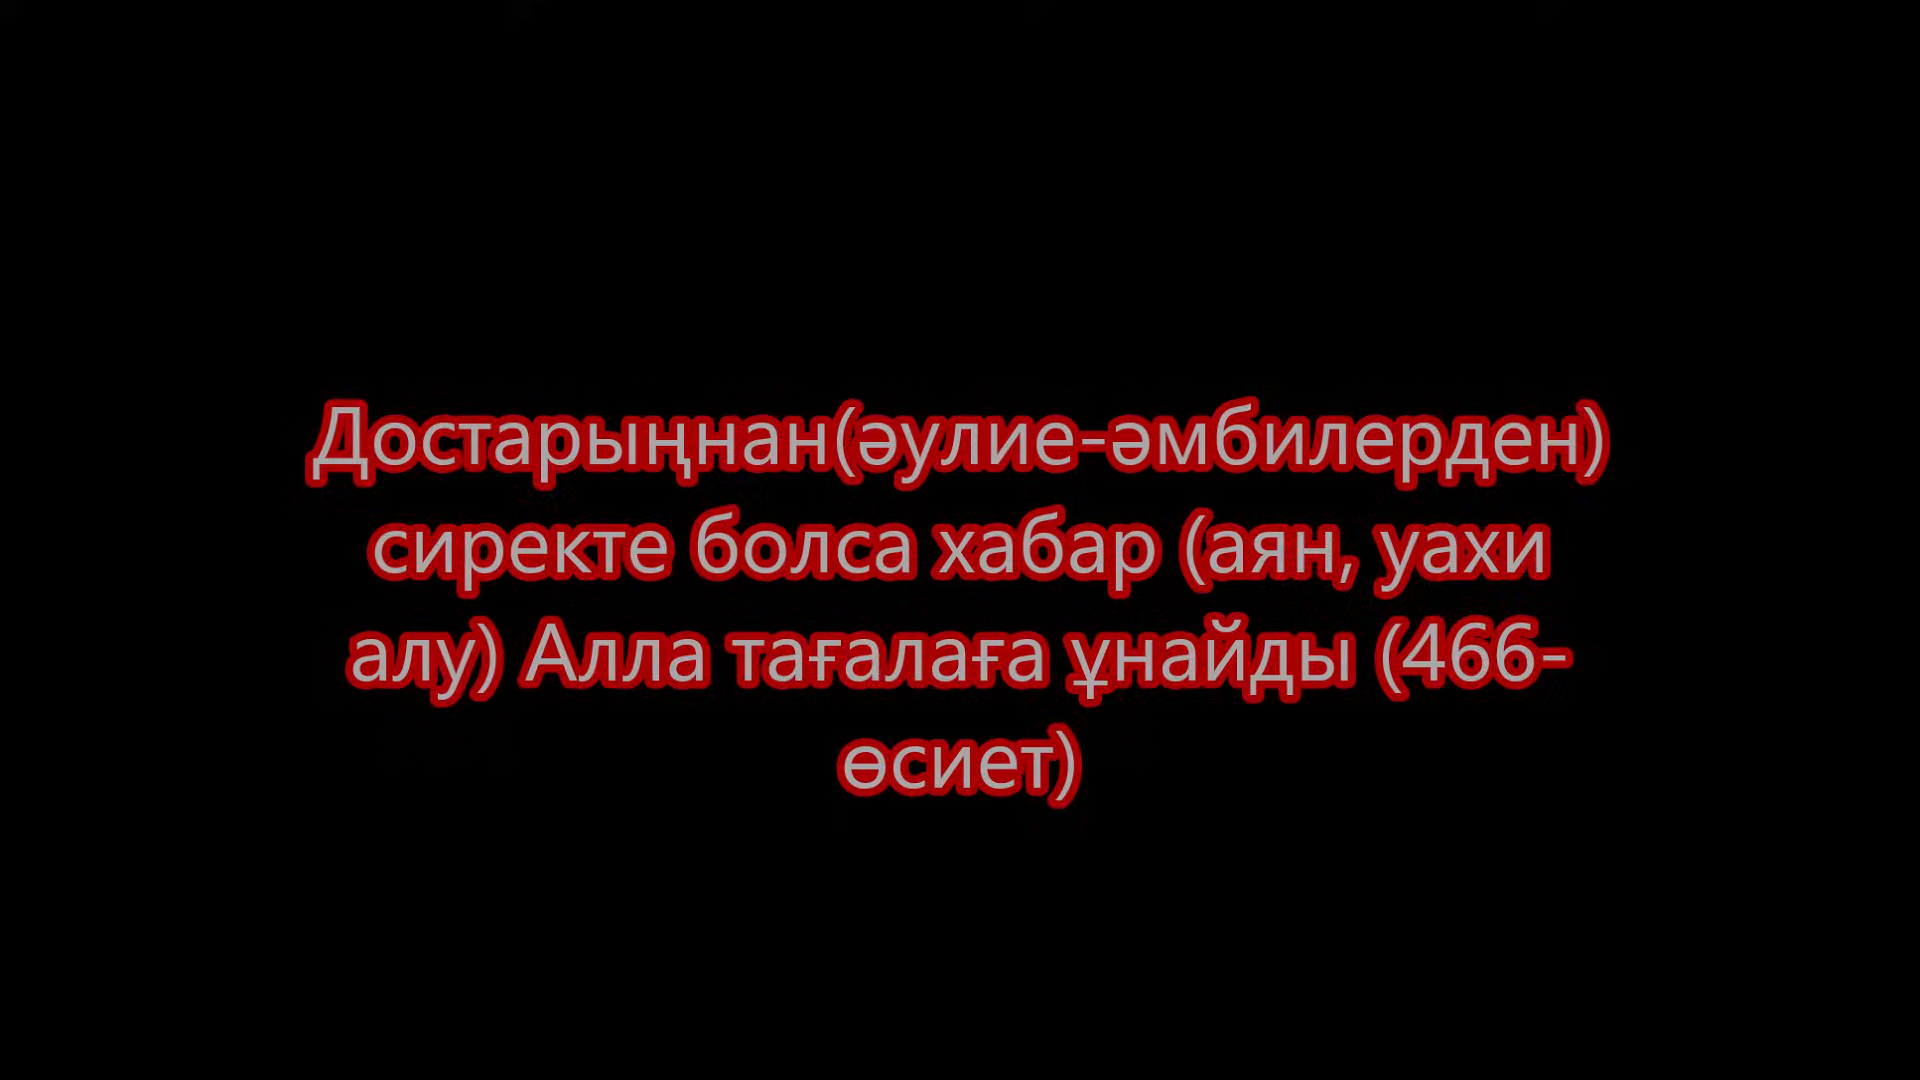 Достарыңнан(әулие-әмбилерден)
сиректе болса хабар (аян, уахи
алу) Алла тағалаға ұнайды (466-
өсиет)